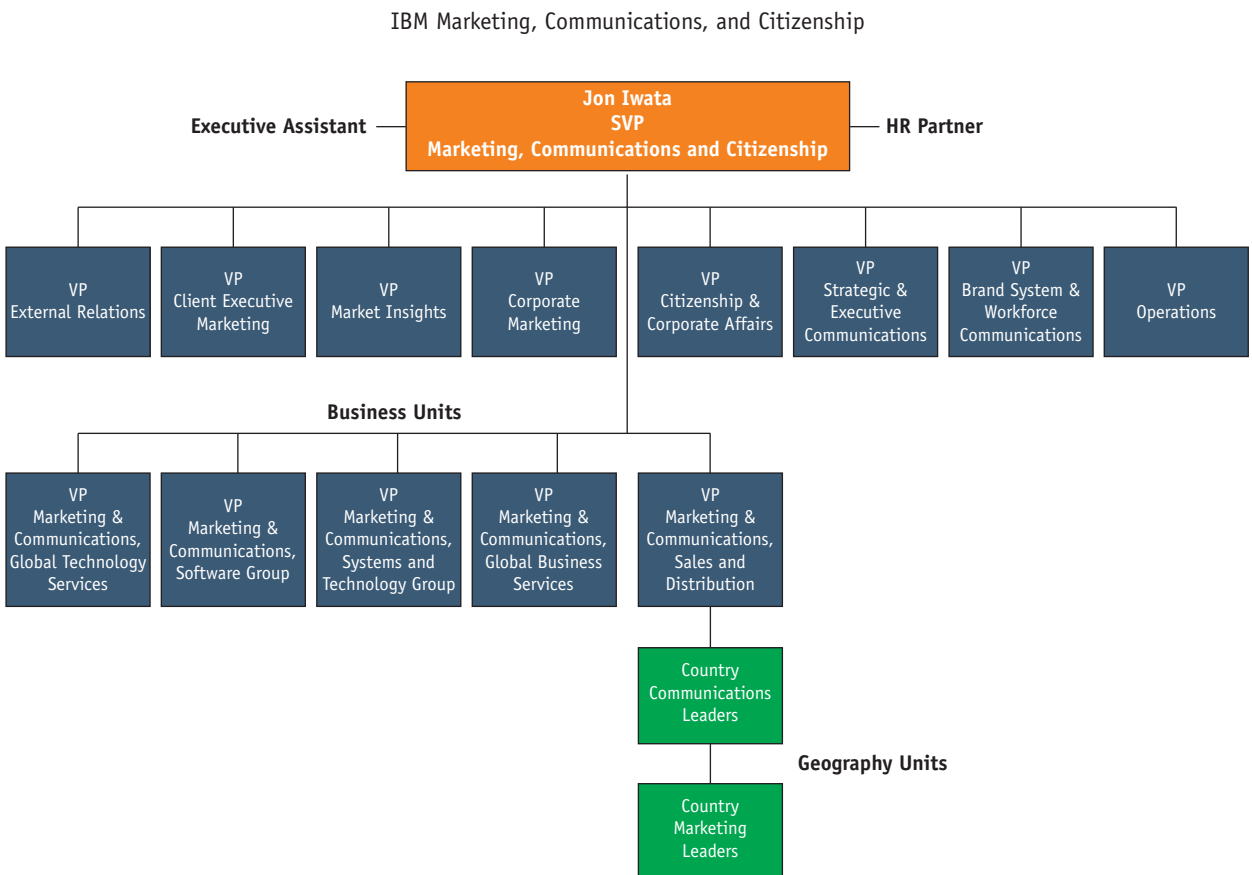 IBM Marketing, Communications, and Citizenship
Jon Iwata
SVP
Marketing, Communications and Citizenship
Executive Assistant
HR Partner
VP
External Relations
VP
Client Executive
Marketing
VP
Market Insights
VP
Corporate
Marketing
VP
Citizenship &
Corporate Affairs
VP
Strategic &
Executive
Communications
VP
Brand System &
Workforce
Communications
VP
Operations
Business Units
VP
Marketing &
Communications,
Global Technology
Services
VP
Marketing &
Communications,
Software Group
VP
Marketing &
Communications,
Systems and
Technology Group
VP
Marketing &
Communications,
Global Business
Services
VP
Marketing &
Communications,
Sales and
Distribution
Country
Communications
Leaders
Geography Units
Country
Marketing
Leaders